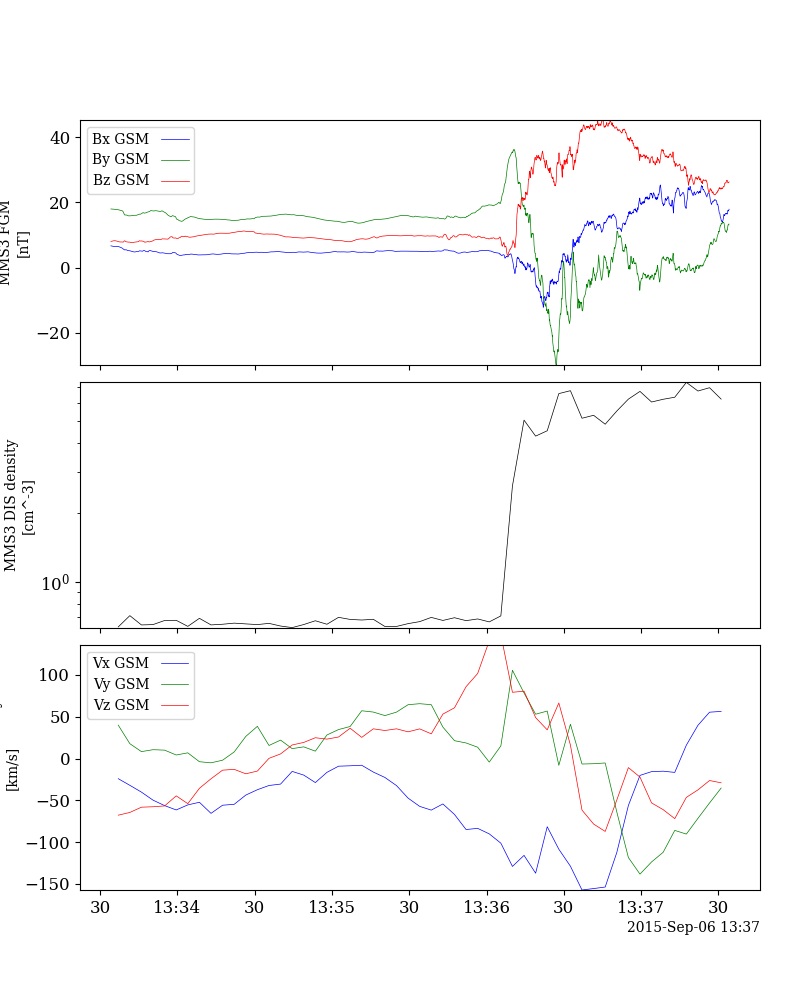 40
20
0
−20
MMS3 FGM
[nT]
Bx GSM
By GSM
Bz GSM
10^0
MMS3 DIS density
[cm^-3]
100
50
0
−50
−100
−150
[km/s]
Vx GSM
Vy GSM
Vz GSM
30 13:34 30 13:35 30 13:36 30 13:37 30
2015-Sep-06 13:37